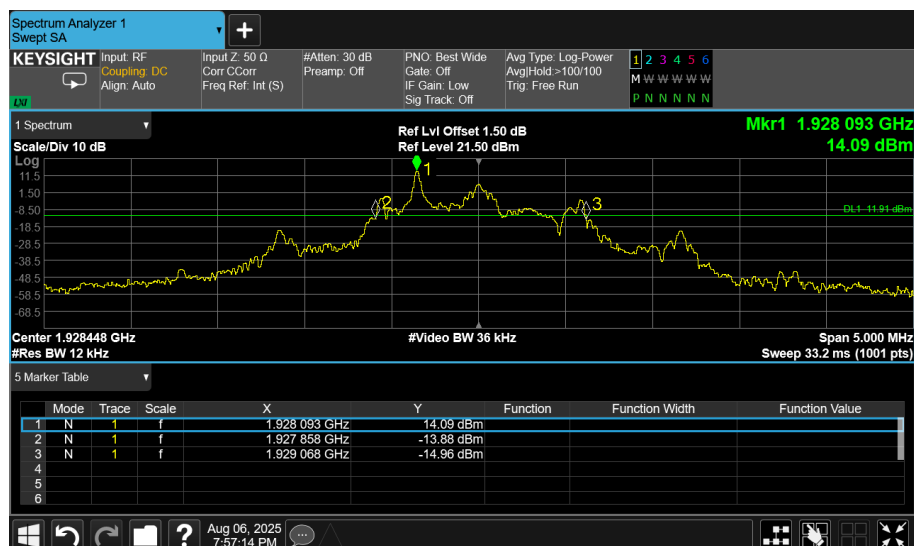 Spectrum Analyzer 1
Swept SA
+
KEYSIGHT
LXI
Input: RF
Coupling: DC
Align: Auto
Input Z: 50 Ω
Corr CCorr
Freq Ref: Int (S)
#Atten: 30 dB
Preamp: Off
PNO: Best Wide
Gate: Off
IF Gain: Low
Sig Track: Off
Avg Type: Log-Power
Avg|Hold:>100/100
Trig: Free Run
1 2 3 4 5 6
M W W W W W
P N N N N N
1 Spectrum
Scale/Div 10 dB
Ref Lvl Offset 1.50 dB
Ref Level 21.50 dBm
Mkr1 1.928 093 GHz
14.09 dBm
Log
11.5
1.50
-8.50
-18.5
-28.5
-38.5
-48.5
-58.5
-68.5
1
2
3
DL1 -11.91 dBm
Center 1.928448 GHz
#Video BW 36 kHz
Span 5.000 MHz
#Res BW 12 kHz
Sweep 33.2 ms (1001 pts)
5 Marker Table
Mode Trace Scale X Y Function Function Width Function Value
1 N 1 f 1.928 093 GHz 14.09 dBm
2 N 1 f 1.927 858 GHz -13.88 dBm
3 N 1 f 1.929 068 GHz -14.96 dBm
4
5
6
?
Aug 06, 2025
7:57:14 PM